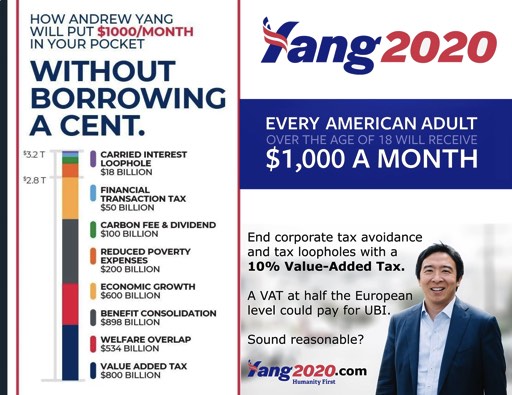 HOW ANDREW YANG
WILL PUT $1000/MONTH
IN YOUR POCKET
WITHOUT
BORROWING
A CENT.
$3.2 T
$2.8 T
CARRIED INTEREST
LOOPHOLE
$18 BILLION
FINANCIAL
TRANSACTION TAX
$50 BILLION
CARBON FEE & DIVIDEND
$100 BILLION
REDUCED POVERTY
EXPENSES
$200 BILLION
ECONOMIC GROWTH
$600 BILLION
BENEFIT CONSOLIDATION
$898 BILLION
WELFARE OVERLAP
$534 BILLION
VALUE ADDED TAX
$800 BILLION
Yang2020
EVERY AMERICAN ADULT
OVER THE AGE OF 18 WILL RECEIVE
$1,000 A MONTH
End corporate tax avoidance
and tax loopholes with a
10% Value-Added Tax.
A VAT at half the European
level could pay for UBI.
Sound reasonable?
Yang2020.com
Humanity First